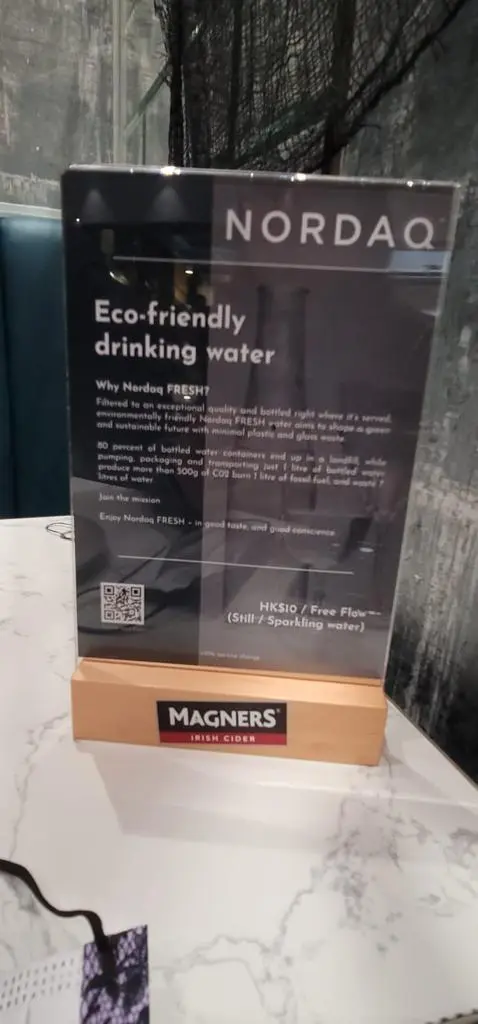 NORDAQ
Eco-friendly
drinking water
Why Nordaq FRESH?
Filtered to an exceptional quality and bottled right where it's served,
environmentally friendly Nordaq FRESH water aims to shape a green
and sustainable future with minimal plastic and glass waste.
80 percent of bottled water containers end up in a landfill, while
pumping, packaging and transporting just 1 litre of bottled water
produce more than 500g of CO2 burn 1 litre of fossil fuel, and waste 7
litres of water.
Join the mission
Enjoy Nordaq FRESH - in good taste, and good conscience.
HK$10 / Free Flow
(Still / Sparkling water)
service charge
MAGNERS
IRISH CIDER